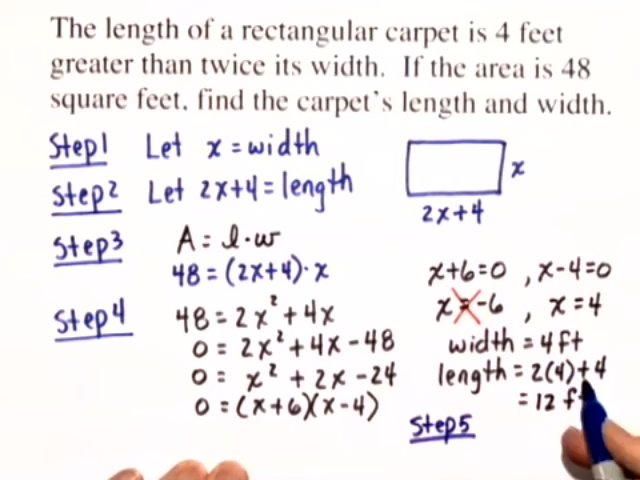 The length of a rectangular carpet is 4 feet
greater than twice its width. If the area is 48
square feet, find the carpet's length and width.
Step1 Let x = width
Step2 Let 2x+4 = length
x
2x+4
Step3 A = l·w
48 = (2x+4)·x
Step4 48 = 2x² + 4x
0 = 2x² + 4x - 48
0 = x² + 2x - 24
0 = (x+6)(x-4)
x+6=0 , x-4=0
x = -6 , x = 4
width = 4ft
length = 2(4)+4
= 12 ft
Step5